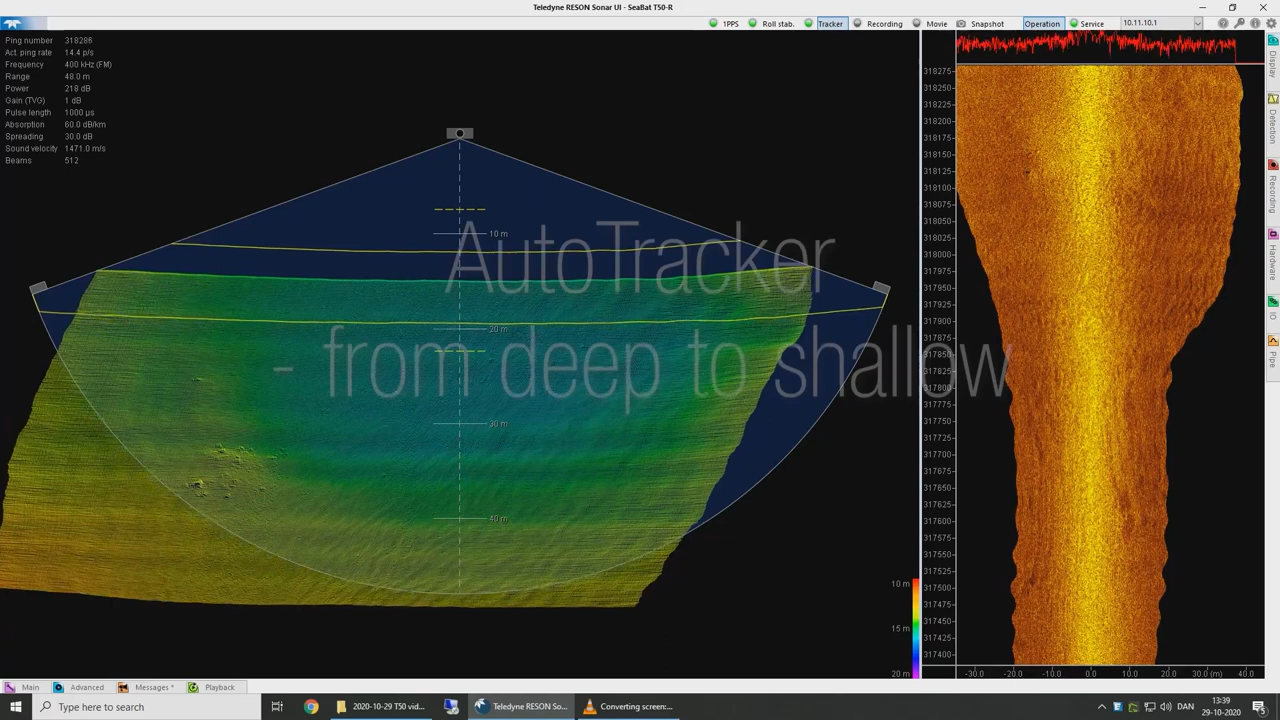 Teledyne RESON Sonar UI - SeaBat T50-R
1PPS Roll stab. Tracker Recording Movie Snapshot Operation Service 10.11.10.1
Ping number 318286
Act. ping rate 14.4 p/s
Frequency 400 kHz (FM)
Range 48.0 m
Power 218 dB
Gain (TVG) 1 dB
Pulse length 1000 µs
Absorption 60.0 dB/km
Spreading 30.0 dB
Sound velocity 1471.0 m/s
Beams 512
10 m
20 m
30 m
40 m
AutoTracker
- from deep to shallow
10 m
15 m
20 m
318275
318250
318225
318200
318175
318150
318125
318100
318075
318050
318025
318000
317975
317950
317925
317900
317875
317850
317825
317800
317775
317750
317725
317700
317675
317650
317625
317600
317575
317550
317525
317500
317475
317450
317425
317400
-30.0 -20.0 -10.0 0.0 10.0 20.0 30.0 (m) 40.0
Display
Detection
Recording
Hardware
IO
Pipe
Main Advanced Messages * Playback
Type here to search
2020-10-29 T50 vid...
Teledyne RESON So...
Converting screen:...
DAN
13:39
29-10-2020
5